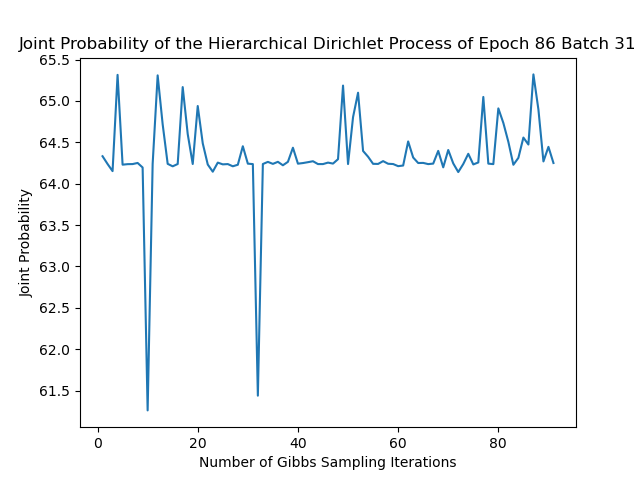 Joint Probability of the Hierarchical Dirichlet Process of Epoch 86 Batch 31
65.5
65.0
64.5
64.0
63.5
63.0
62.5
62.0
61.5
Joint Probability
0 20 40 60 80
Number of Gibbs Sampling Iterations